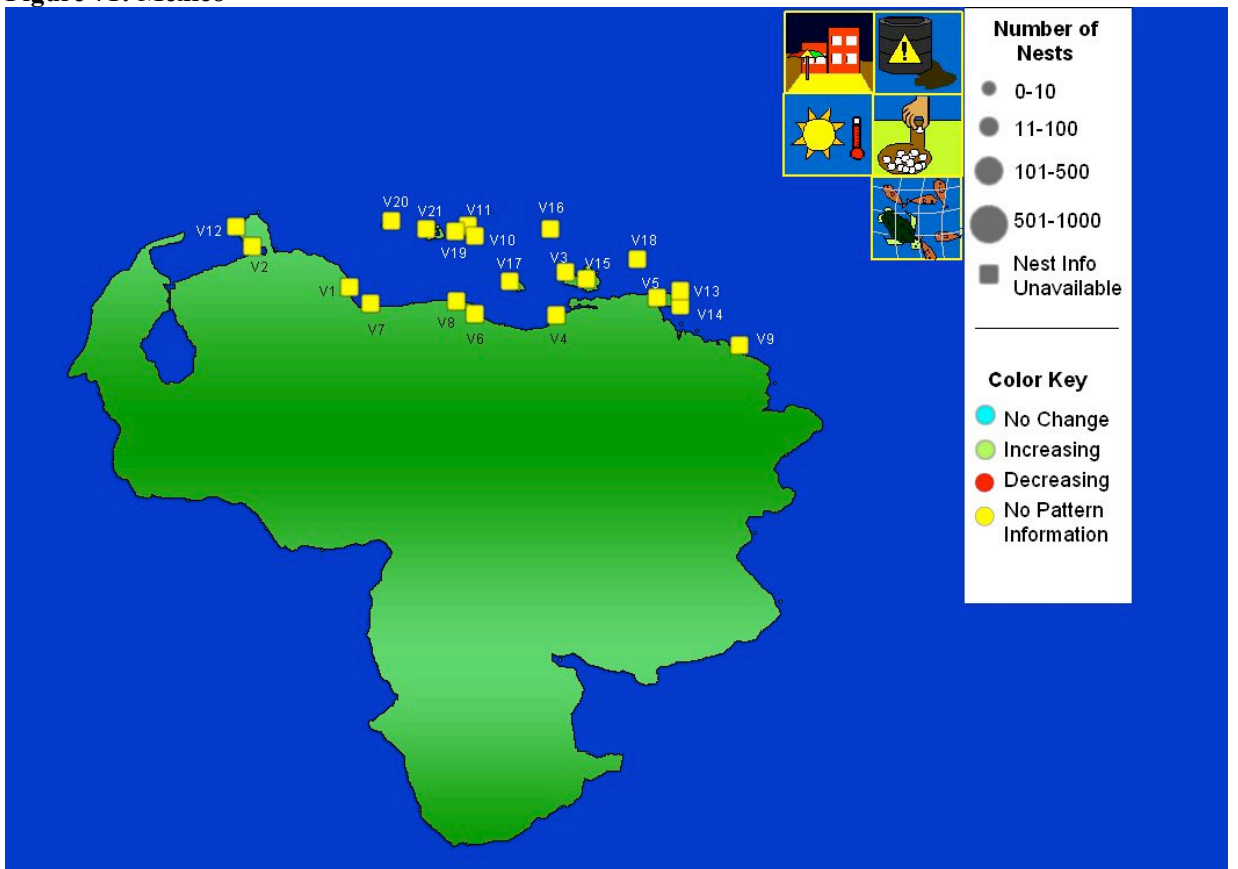 Mexico
Number of
Nests
0-10
11-100
101-500
501-1000
Nest Info
Unavailable
Color Key
No Change
Increasing
Decreasing
No Pattern
Information
V20
V21
V11
V16
V12
V19
V10
V18
V2
V3
V15
V17
V1
V5
V13
V14
V7
V8
V6
V4
V9